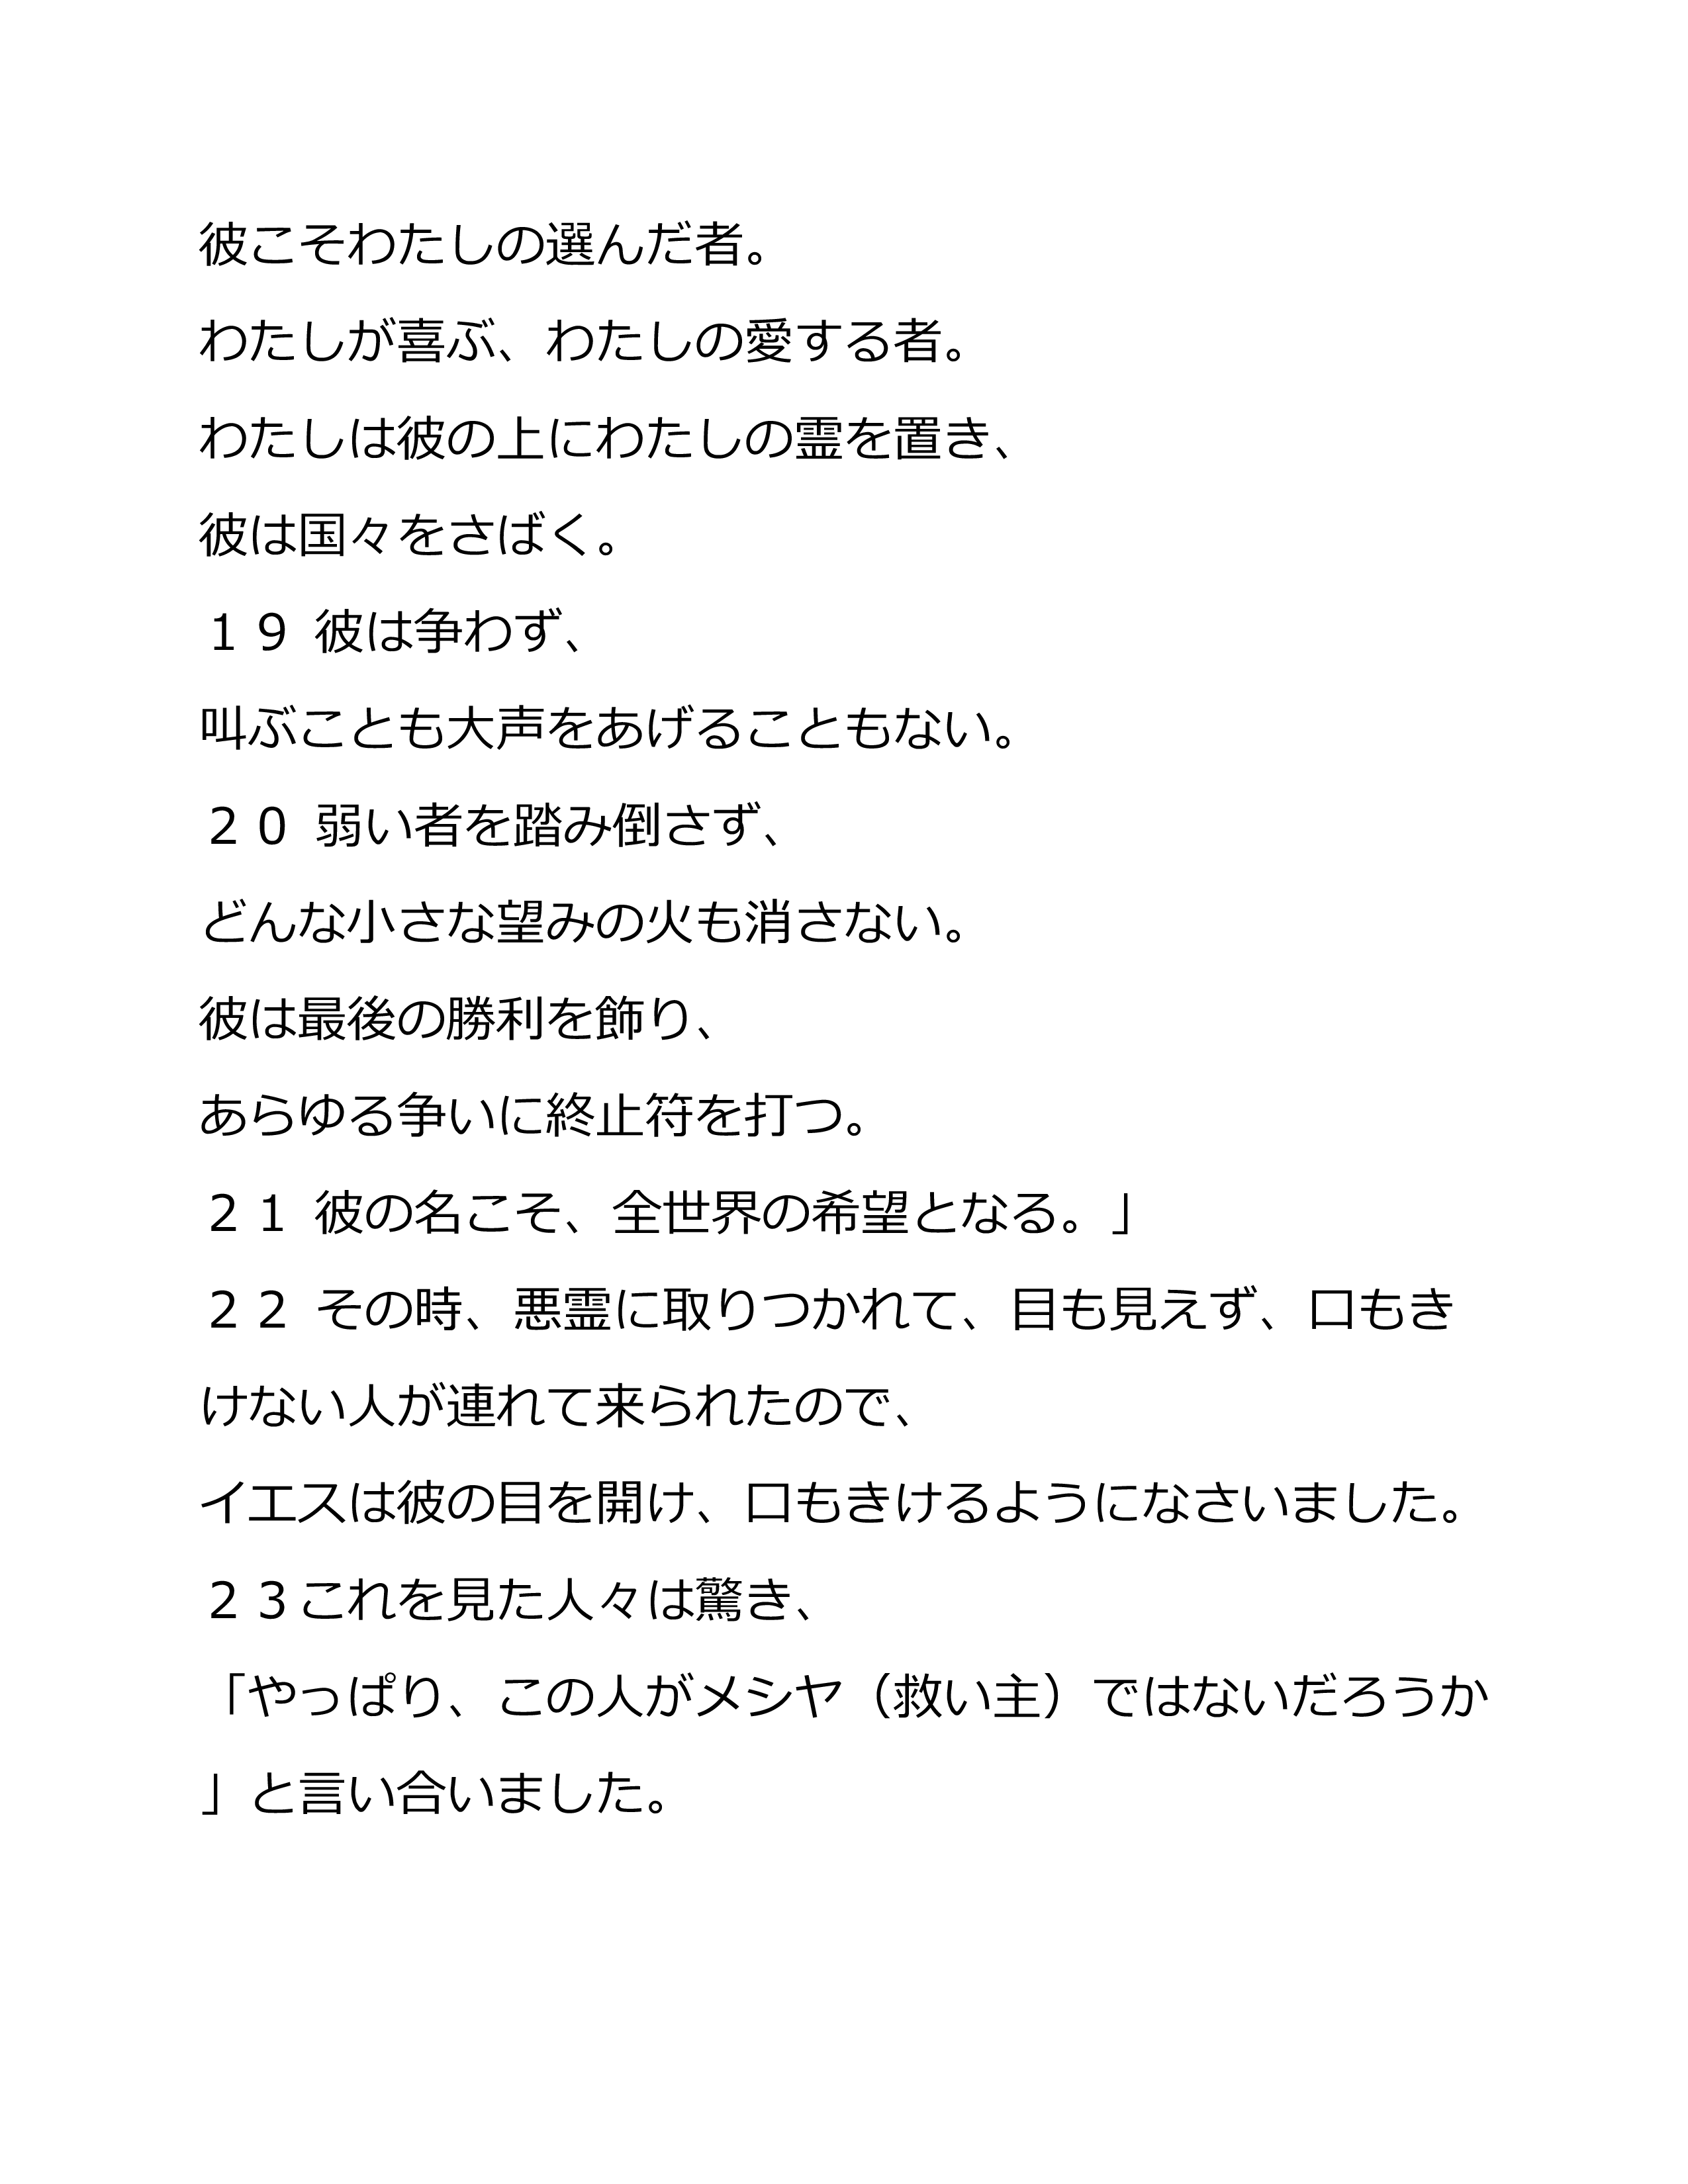 彼こそわたしの選んだ者。
わたしが喜ぶ、わたしの愛する者。
わたしは彼の上にわたしの霊を置き、
彼は国々をさばく。
１９ 彼は争わず、
叫ぶことも大声をあげることもない。
２０ 弱い者を踏み倒さず、
どんな小さな望みの火も消さない。
彼は最後の勝利を飾り、
あらゆる争いに終止符を打つ。
２１ 彼の名こそ、全世界の希望となる。」
２２ その時、悪霊に取りつかれて、目も見えず、口もき
けない人が連れて来られたので、
イエスは彼の目を開け、口もきけるようになさいました。
２３これを見た人々は驚き、
「やっぱり、この人がメシヤ（救い主）ではないだろうか
」と言い合いました。